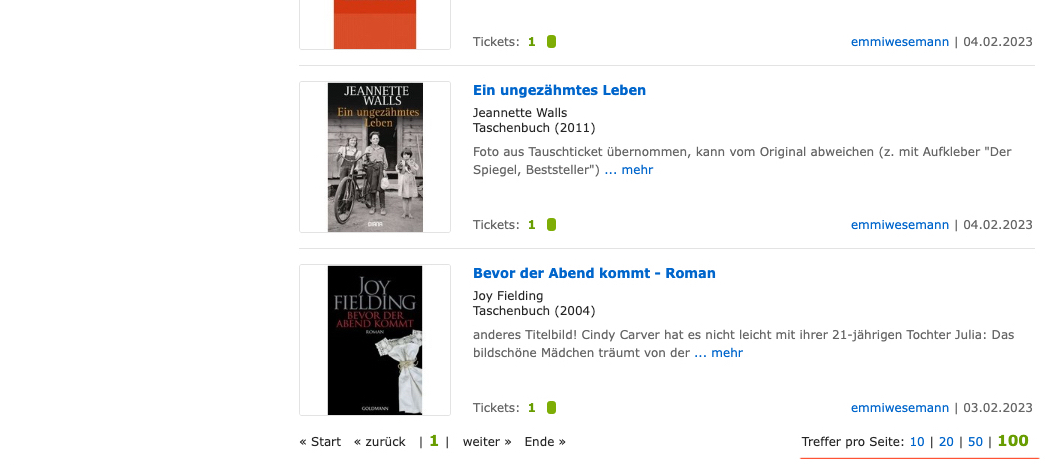 Tickets: 1
emmiwesemann | 04.02.2023
JEANNETTE
WALLS
Ein ungezähmtes
Leben
DIANA
Ein ungezähmtes Leben
Jeannette Walls
Taschenbuch (2011)
Foto aus Tauschticket übernommen, kann vom Original abweichen (z. mit Aufkleber "Der
Spiegel, Beststeller") ... mehr
Tickets: 1
emmiwesemann | 04.02.2023
JOY
FIELDING
BEVOR DER
ABEND KOMMT
ROMAN
GOLDMANN
Bevor der Abend kommt - Roman
Joy Fielding
Taschenbuch (2004)
anderes Titelbild! Cindy Carver hat es nicht leicht mit ihrer 21-jährigen Tochter Julia: Das
bildschöne Mädchen träumt von der ... mehr
Tickets: 1
emmiwesemann | 03.02.2023
« Start « zurück | 1 | weiter » Ende »
Treffer pro Seite: 10 | 20 | 50 | 100